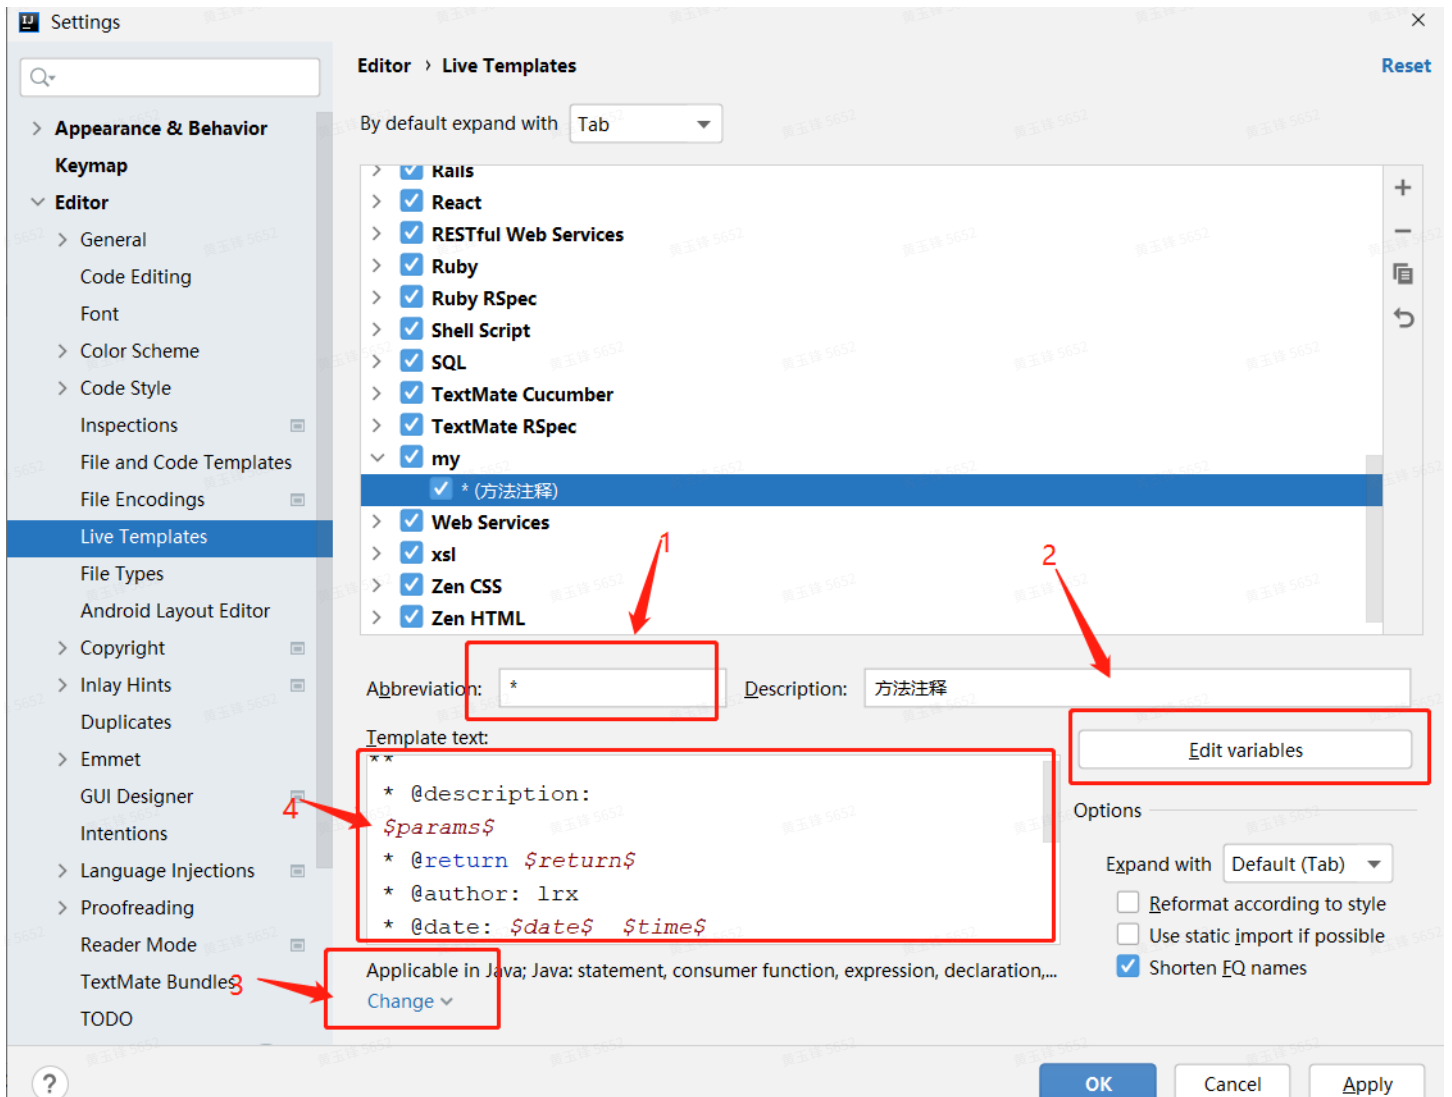 Settings
Editor › Live Templates
Reset
By default expand with Tab
Appearance & Behavior
Keymap
Editor
General
Code Editing
Font
Color Scheme
Code Style
Inspections
File and Code Templates
File Encodings
Live Templates
File Types
Android Layout Editor
Copyright
Inlay Hints
Duplicates
Emmet
GUI Designer
Intentions
Language Injections
Proofreading
Reader Mode
TextMate Bundles
TODO
Rails
React
RESTful Web Services
Ruby
Ruby RSpec
Shell Script
SQL
TextMate Cucumber
TextMate RSpec
my
* (方法注释)
Web Services
xsl
Zen CSS
Zen HTML
1
2
Abbreviation: *
Description: 方法注释
Template text:
Edit variables
**
* @description:
$params$
* @return $return$
* @author: lrx
* @date: $date$ $time$
4
Options
Expand with Default (Tab)
Reformat according to style
Use static import if possible
Shorten FQ names
3
Applicable in Java; Java: statement, consumer function, expression, declaration,...
Change
?
OK
Cancel
Apply
黄玉锋 5652